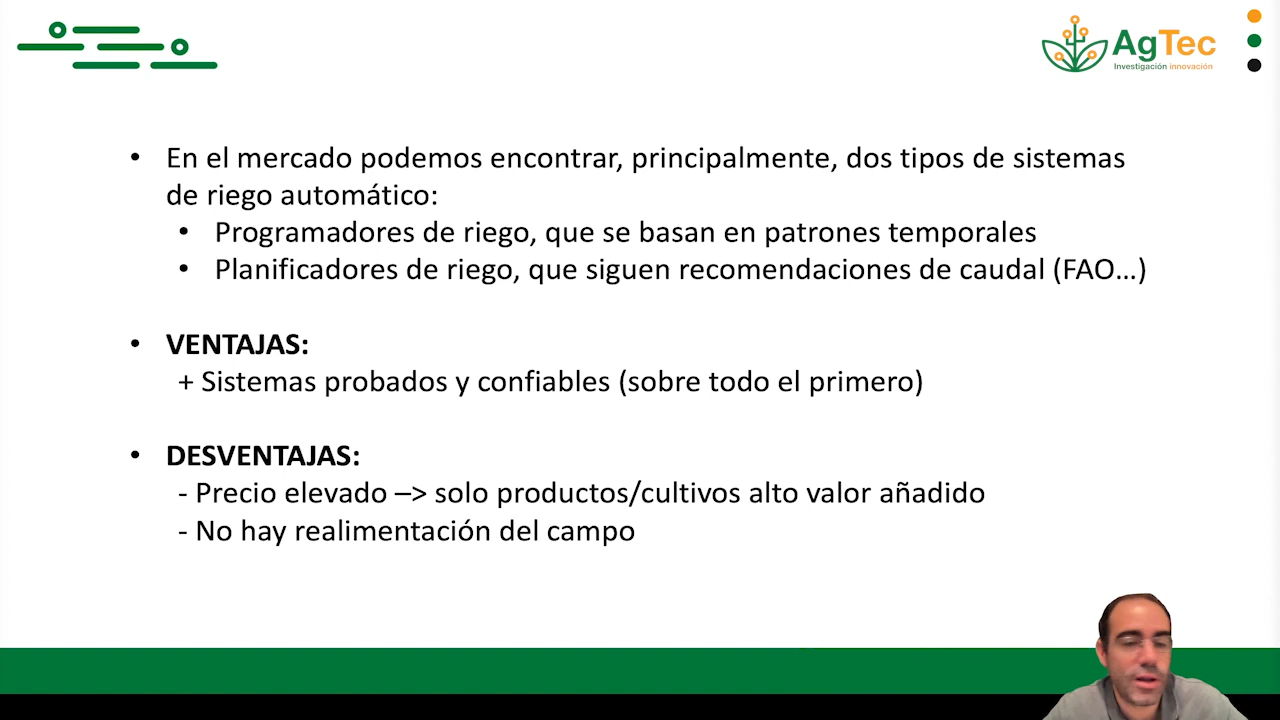 AgTec
Investigación innovación
• En el mercado podemos encontrar, principalmente, dos tipos de sistemas
de riego automático:
• Programadores de riego, que se basan en patrones temporales
• Planificadores de riego, que siguen recomendaciones de caudal (FAO...)
• VENTAJAS:
+ Sistemas probados y confiables (sobre todo el primero)
• DESVENTAJAS:
- Precio elevado –> solo productos/cultivos alto valor añadido
- No hay realimentación del campo